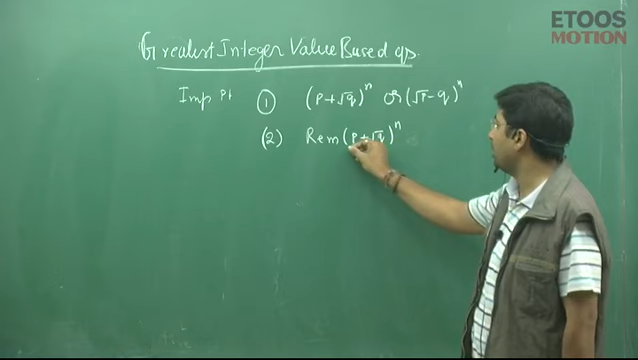 ETOOS
MOTION
Greatest Integer Value Based qs.
Imp Pt ① (P+√q)ⁿ or (√P-q)ⁿ
(2) Rem (P+√q)ⁿ